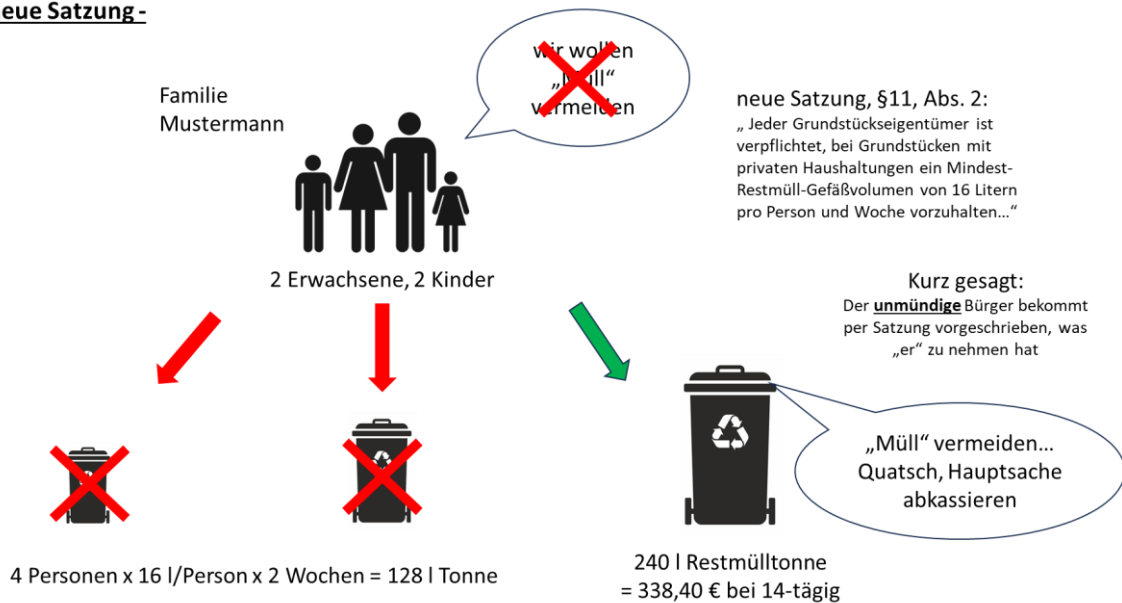 neue Satzung -
wir wollen
„Müll“
vermeiden
Familie
Mustermann
neue Satzung, §11, Abs. 2:
„ Jeder Grundstückseigentümer ist
verpflichtet, bei Grundstücken mit
privaten Haushaltungen ein Mindest-
Restmüll-Gefäßvolumen von 16 Litern
pro Person und Woche vorzuhalten...“
2 Erwachsene, 2 Kinder
Kurz gesagt:
Der unmündige Bürger bekommt
per Satzung vorgeschrieben, was
„er“ zu nehmen hat
„Müll“ vermeiden...
Quatsch, Hauptsache
abkassieren
4 Personen x 16 l/Person x 2 Wochen = 128 l Tonne
240 l Restmülltonne
= 338,40 € bei 14-tägig